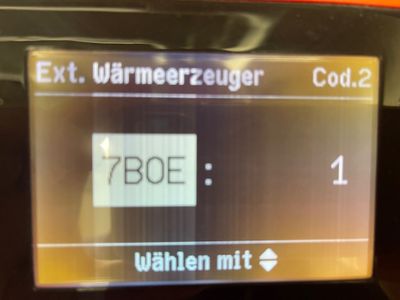 Ext. Wärmeerzeuger Cod.2
7B0E : 1
Wählen mit